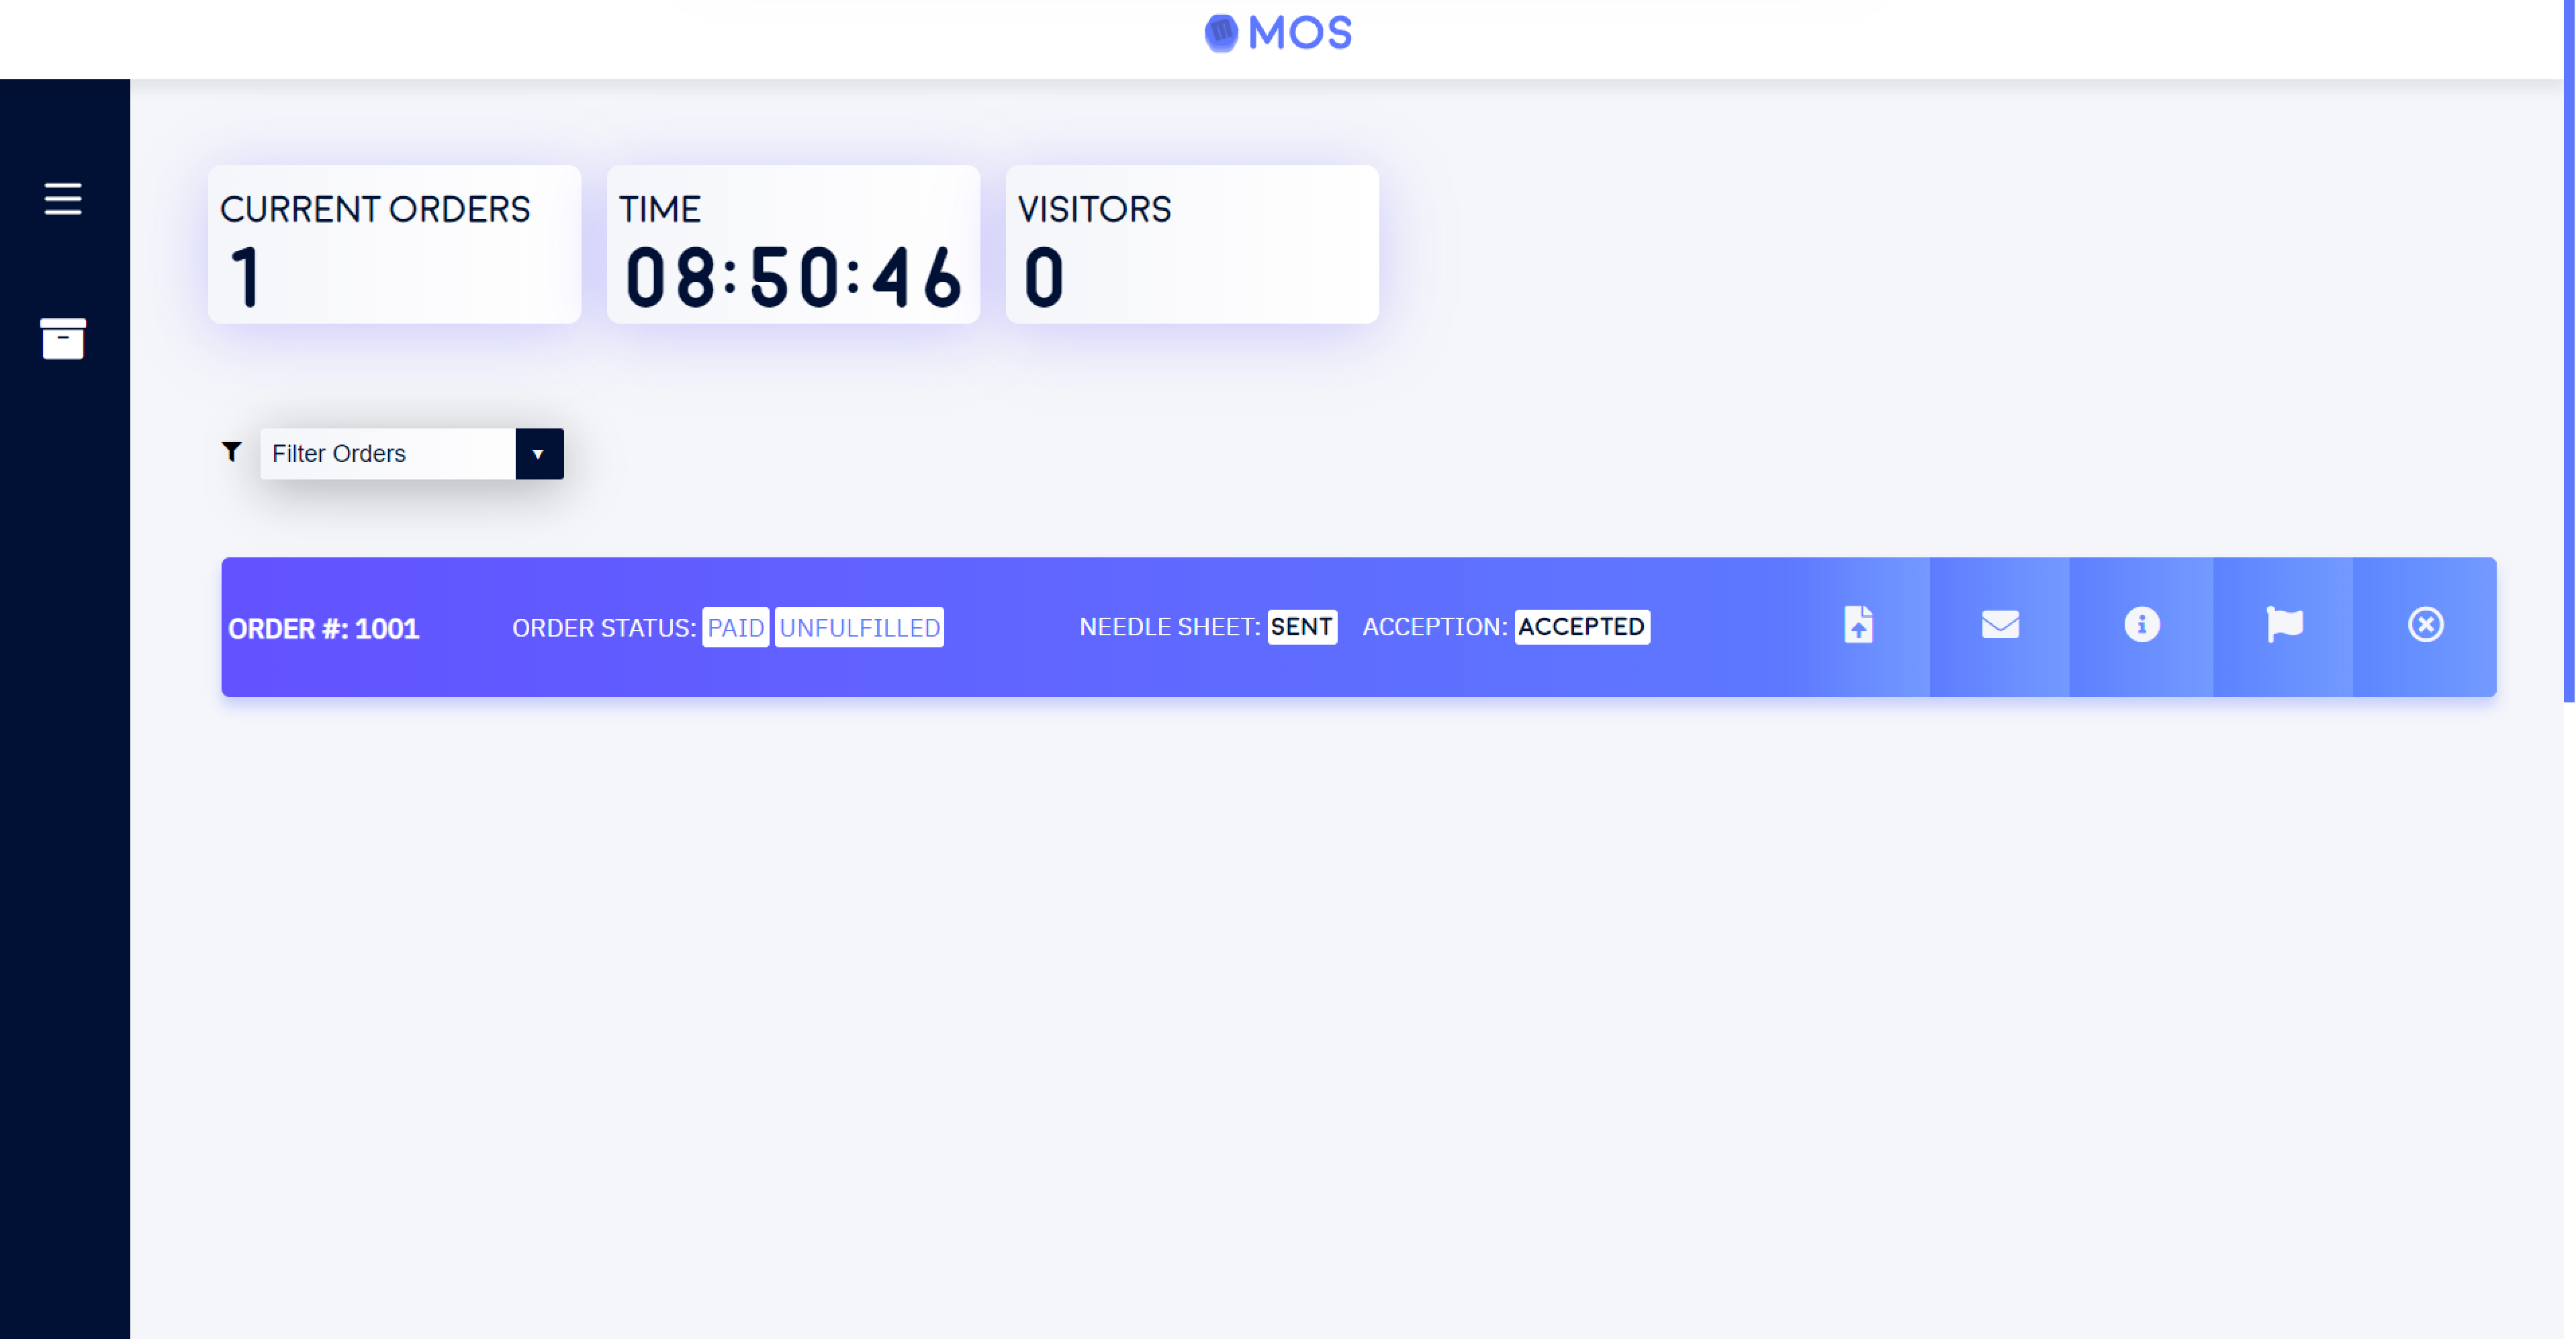 MOS
CURRENT ORDERS
1
TIME
08:50:46
VISITORS
0
Filter Orders
ORDER #: 1001 ORDER STATUS: PAID UNFULFILLED NEEDLE SHEET: SENT ACCEPTION: ACCEPTED